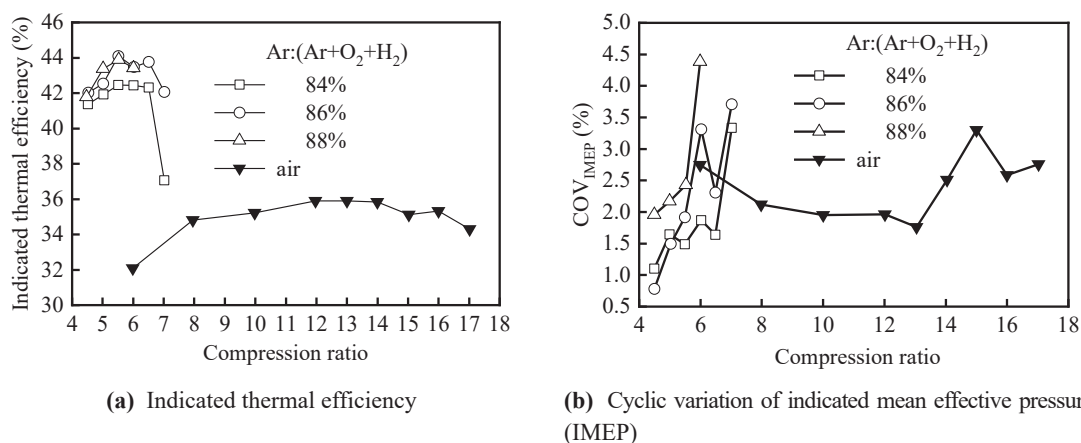 46
44
42
40
38
36
34
32
30
Indicated thermal efficiency (%)
Ar:(Ar+O₂+H₂)
84%
86%
88%
air
4 5 6 7 8 9 10 11 12 13 14 15 16 17 18
Compression ratio
(a) Indicated thermal efficiency
5.0
4.5
4.0
3.5
3.0
2.5
2.0
1.5
1.0
0.5
COV_IMEP (%)
Ar:(Ar+O₂+H₂)
84%
86%
88%
air
4 6 8 10 12 14 16 18
Compression ratio
(b) Cyclic variation of indicated mean effective pressu
(IMEP)